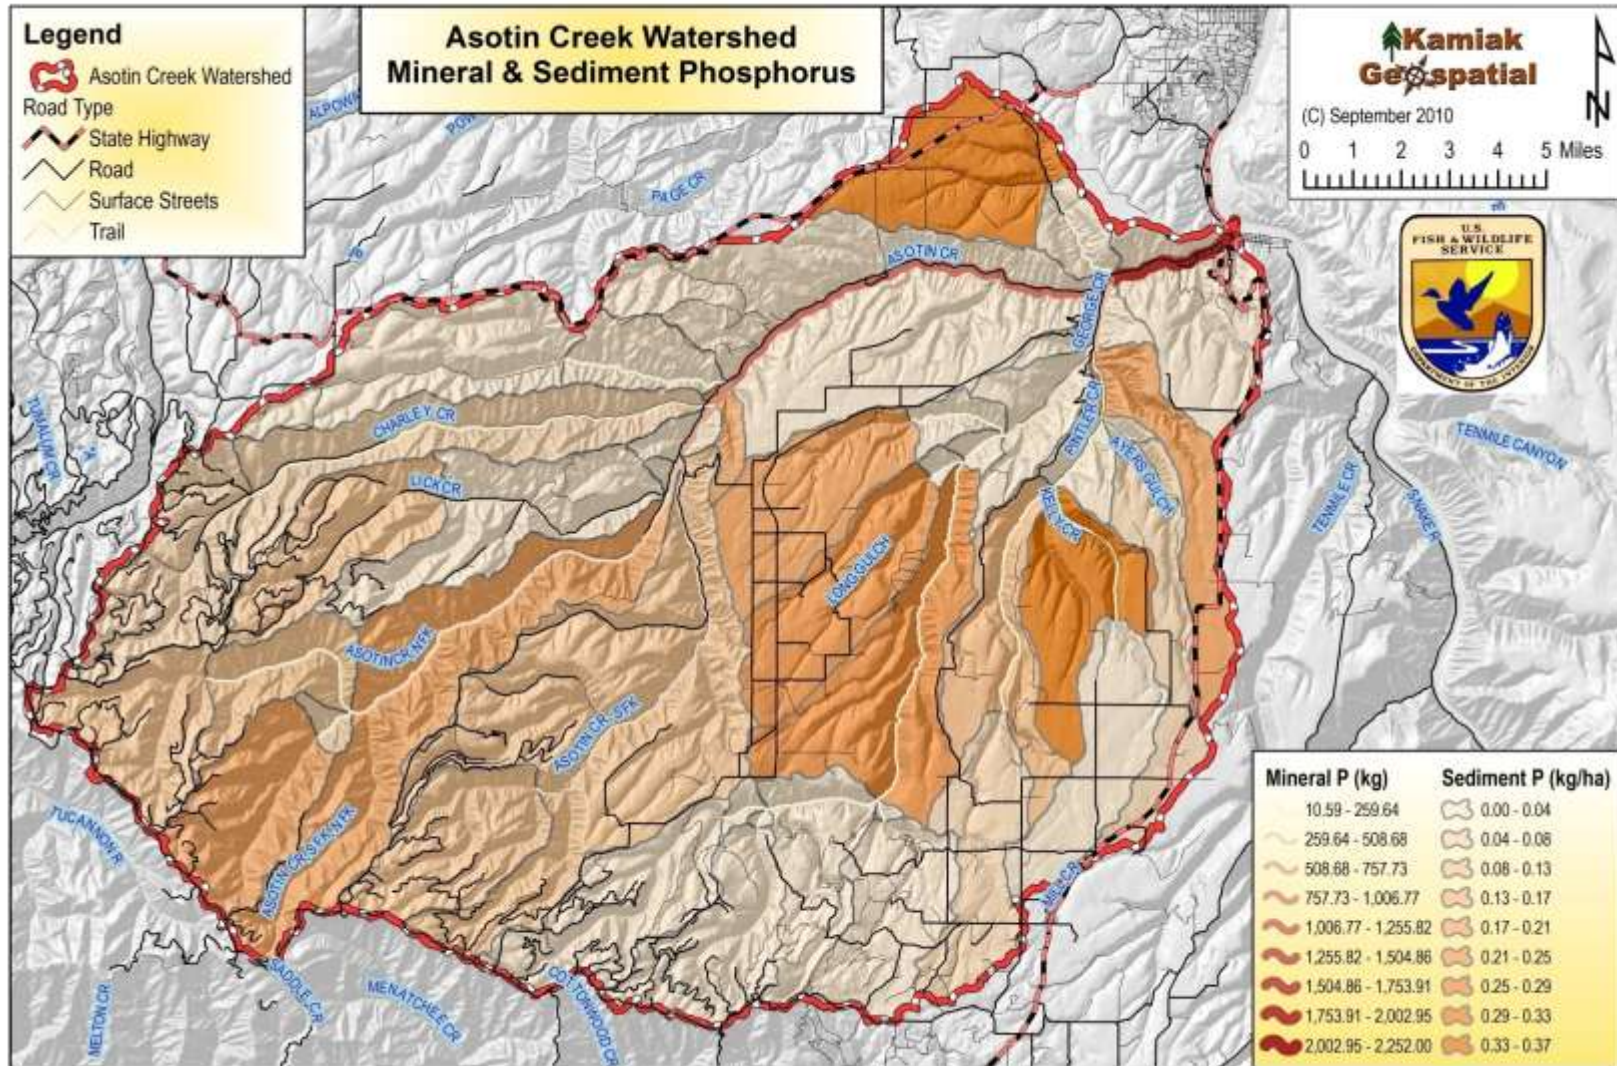 Legend
Asotin Creek Watershed
Road Type
State Highway
Road
Surface Streets
Trail
Asotin Creek Watershed
Mineral & Sediment Phosphorus
Kamiak
Geospatial
(C) September 2010
N
0 1 2 3 4 5 Miles
U.S.
FISH & WILDLIFE
SERVICE
DEPARTMENT OF THE INTERIOR
ALPOWA
PAGE CR
ASOTIN CR
GEORGE CR
TUMALUM CR
CHARLEY CR
LICK CR
PINTLER CR
AYERS GULCH
KELLY CR
TENMILE CANYON
TENMILE CR
SNAKE R
LONG GULCH
ASOTIN CR-N FK
ASOTIN CR-S FK
ASOTIN CR-S FK/N FK
TUCANNON R
MILK CR
SADDLE CR
MENATCHEE CR
COTTONWOOD CR
MELTON CR
Mineral P (kg) Sediment P (kg/ha)
10.59 - 259.64 0.00 - 0.04
259.64 - 508.68 0.04 - 0.08
508.68 - 757.73 0.08 - 0.13
757.73 - 1,006.77 0.13 - 0.17
1,006.77 - 1,255.82 0.17 - 0.21
1,255.82 - 1,504.86 0.21 - 0.25
1,504.86 - 1,753.91 0.25 - 0.29
1,753.91 - 2,002.95 0.29 - 0.33
2,002.95 - 2,252.00 0.33 - 0.37